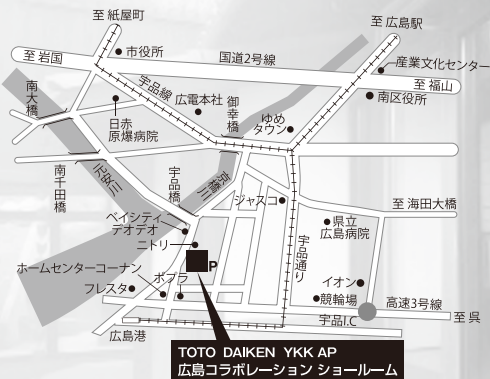 至 紙屋町
至 広島駅
至 岩国
市役所
国道2号線
産業文化センター
至 福山
南区役所
南大橋
宇品線
広電本社
御幸橋
ゆめ
タウン
日赤
原爆病院
南千田橋
元安川
宇品橋
京橋川
ジャスコ
至 海田大橋
ベイシティ
デオデオ
県立
広島病院
ニトリ
宇品通り
P
ホームセンターコーナン
ポプラ
イオン
フレスタ
競輪場
高速3号線
宇品I.C
至 呉
広島港
TOTO DAIKEN YKK AP
広島コラボレーション ショールーム